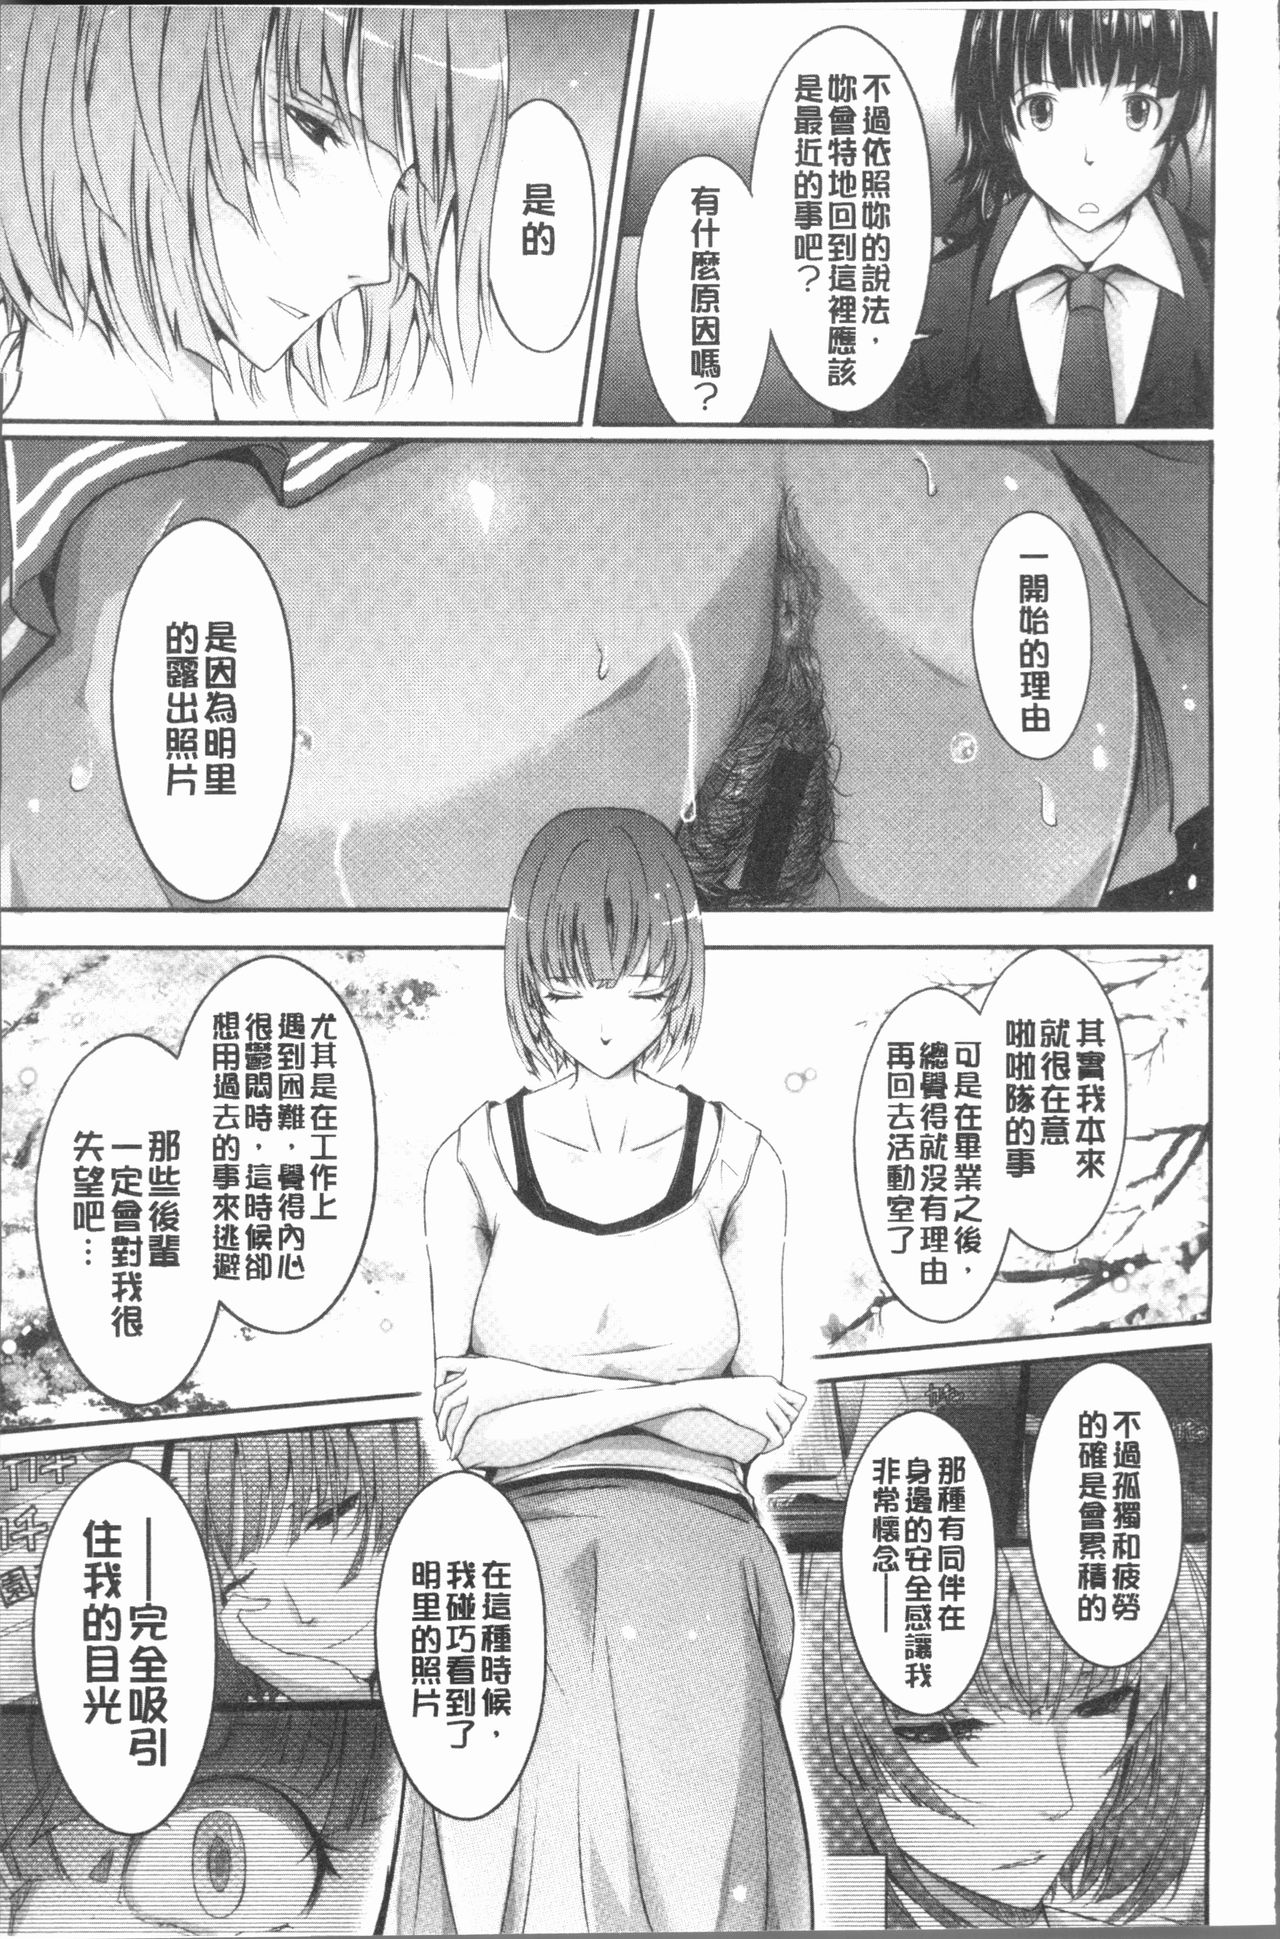 不過依照妳的說法，
妳會特地回到這裡應該
是最近的事吧？
有什麼原因嗎？
是的
一開始的理由
是因為明里
的露出照片
其實我本來
就很在意
啪啪隊的事
可是在畢業之後，
總覺得就沒有理由
再回去活動室了
尤其是在工作上
遇到困難，覺得內心
很鬱悶時，這時候卻
想用過去的事來逃避
那些後輩
一定會對我很
失望吧…
不過孤獨和疲勞
的確是會累積的
那種有同伴在
身邊的安全感讓我
非常懷念——
在這種時候，
我碰巧看到了
明里的照片
——完全吸引
住我的目光